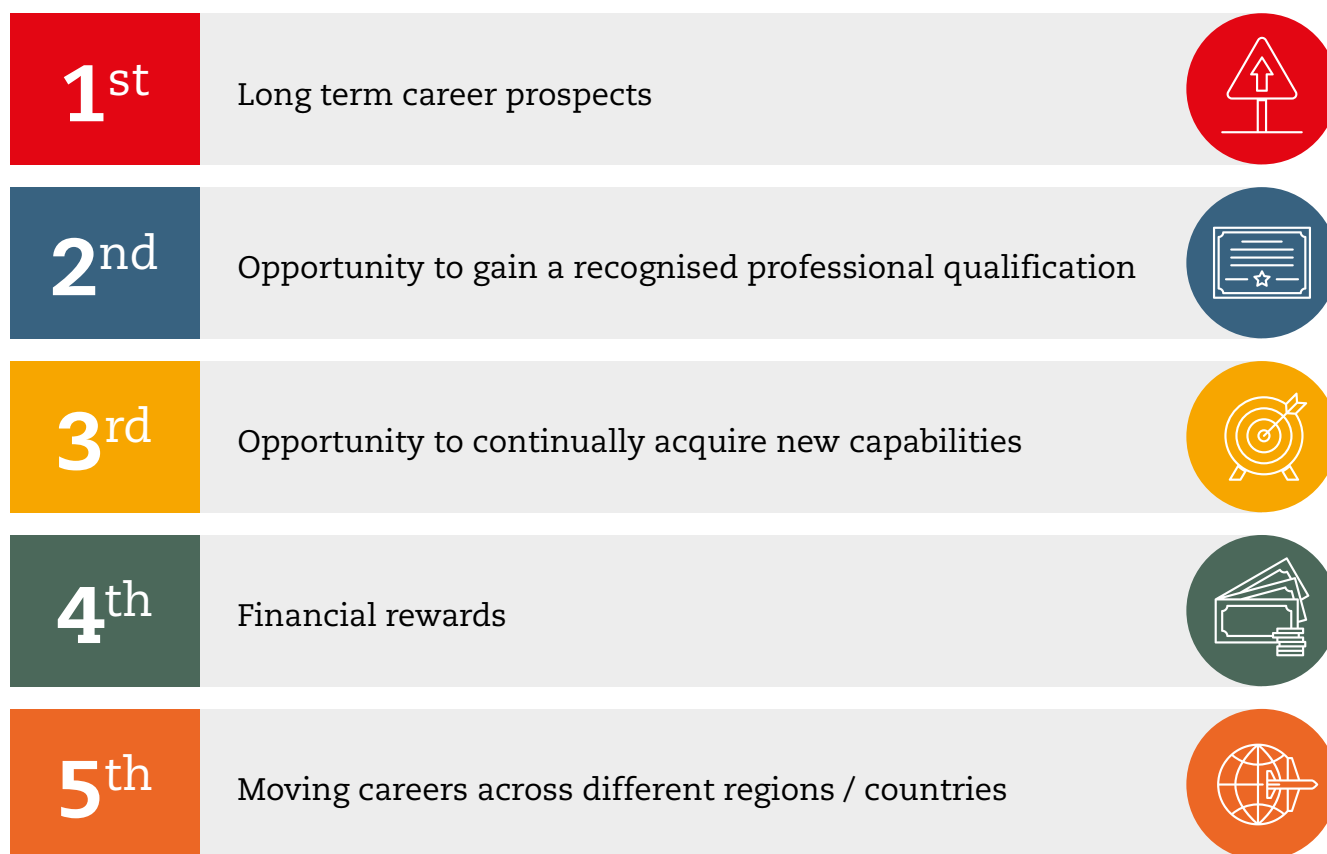 1st Long term career prospects
2nd Opportunity to gain a recognised professional qualification
3rd Opportunity to continually acquire new capabilities
4th Financial rewards
5th Moving careers across different regions / countries